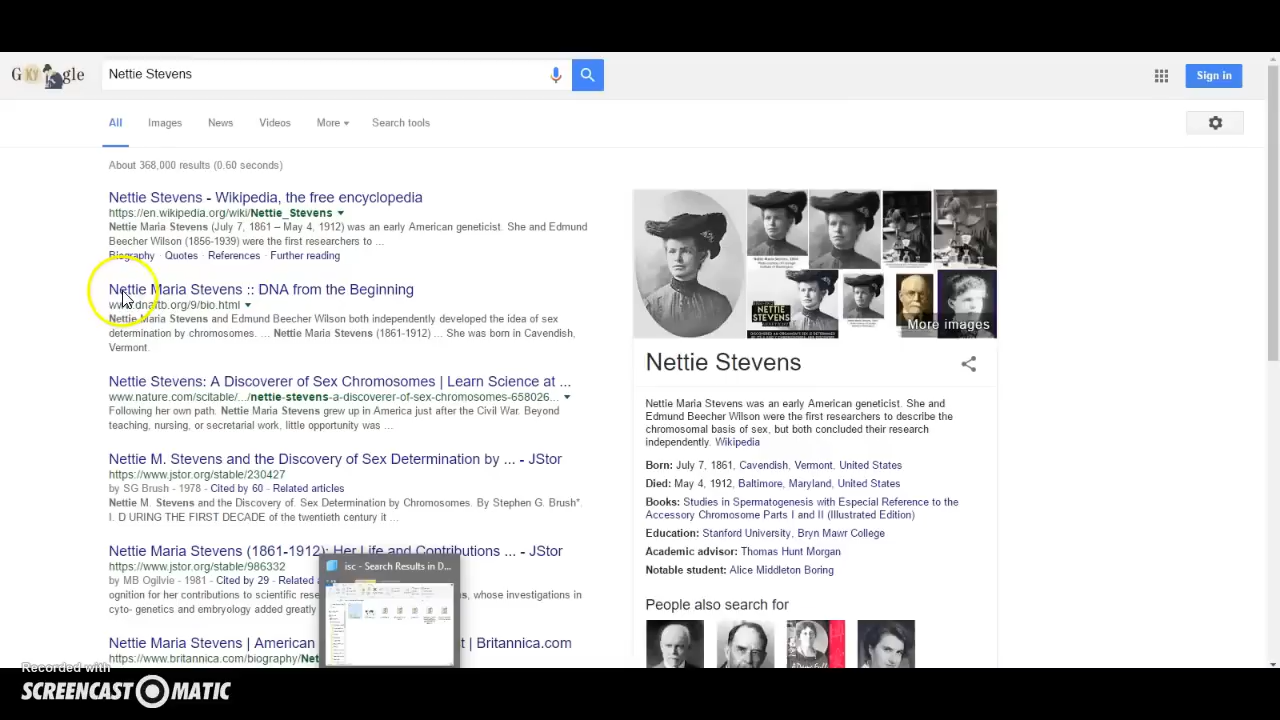 G KY gle
Nettie Stevens
Sign in
All Images News Videos More Search tools
About 368,000 results (0.60 seconds)
Nettie Stevens - Wikipedia, the free encyclopedia
https://en.wikipedia.org/wiki/Nettie_Stevens
Nettie Maria Stevens (July 7, 1861 – May 4, 1912) was an early American geneticist. She and Edmund
Beecher Wilson (1856-1939) were the first researchers to ...
Biography · Quotes · References · Further reading
Nettie Maria Stevens :: DNA from the Beginning
www.dnaftb.org/9/bio.html
Nettie Maria Stevens and Edmund Beecher Wilson both independently developed the idea of sex
determination by chromosomes. ... Nettie Maria Stevens (1861-1912) ... She was born in Cavendish,
Vermont.
Nettie Stevens: A Discoverer of Sex Chromosomes | Learn Science at ...
www.nature.com/scitable/.../nettie-stevens-a-discoverer-of-sex-chromosomes-658026...
Following her own path. Nettie Maria Stevens grew up in America just after the Civil War. Beyond
teaching, nursing, or secretarial work, little opportunity was ...
Nettie M. Stevens and the Discovery of Sex Determination by ... - JStor
https://www.jstor.org/stable/230427
by SG Brush - 1978 - Cited by 60 - Related articles
Nettie M. Stevens and the Discovery of. Sex Determination by Chromosomes. By Stephen G. Brush*.
I. D URING THE FIRST DECADE of the twentieth century it ...
Nettie Maria Stevens (1861-1912): Her Life and Contributions ... - JStor
https://www.jstor.org/stable/986332
by MB Ogilvie - 1981 - Cited by 29 - Related a
ognition for her contributions to scientific rese s, whose investigations in
cyto- genetics and embryology added greatly
isc - Search Results in D...
Nettie Maria Stevens | American t | Britannica.com
https://www.britannica.com/biography/Net
NETTIE
STEVENS
More images
Nettie Stevens
Nettie Maria Stevens was an early American geneticist. She and
Edmund Beecher Wilson were the first researchers to describe the
chromosomal basis of sex, but both concluded their research
independently. Wikipedia
Born: July 7, 1861, Cavendish, Vermont, United States
Died: May 4, 1912, Baltimore, Maryland, United States
Books: Studies in Spermatogenesis with Especial Reference to the
Accessory Chromosome Parts I and II (Illustrated Edition)
Education: Stanford University, Bryn Mawr College
Academic advisor: Thomas Hunt Morgan
Notable student: Alice Middleton Boring
People also search for
Recorded with
SCREENCAST O MATIC